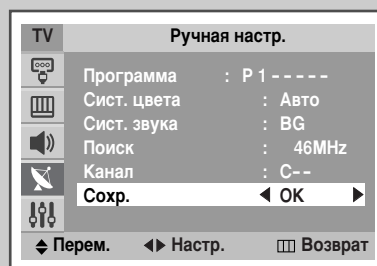 TV Ручная настр.
Программа : P 1 - - - - -
Сист. цвета : Авто
Сист. звука : BG
Поиск : 46MHz
Канал : C- -
Сохр. ◀ OK ▶
Перем. Настр. Возврат